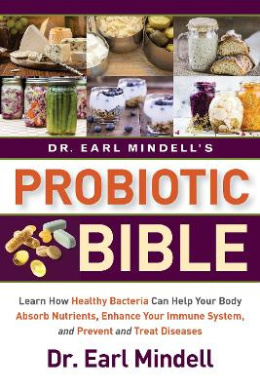 DR. EARL MINDELL'S
PROBIOTIC
BIBLE
Learn How Healthy Bacteria Can Help Your Body
Absorb Nutrients, Enhance Your Immune System,
and Prevent and Treat Diseases
Dr. Earl Mindell